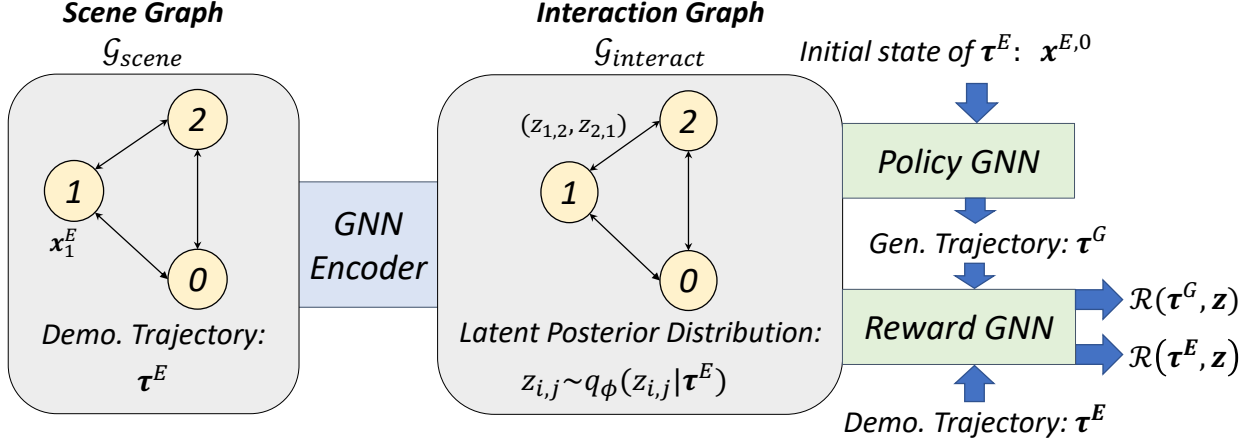 Scene Graph
𝒢_scene
2
1
x_1^E
0
Demo. Trajectory:
τ^E
GNN
Encoder
Interaction Graph
𝒢_interact
(z_{1,2}, z_{2,1})
2
1
0
Latent Posterior Distribution:
z_{i,j}~q_ϕ(z_{i,j}|τ^E)
Initial state of τ^E: x^{E,0}
Policy GNN
Gen. Trajectory: τ^G
Reward GNN
ℛ(τ^G, z)
ℛ(τ^E, z)
Demo. Trajectory: τ^E